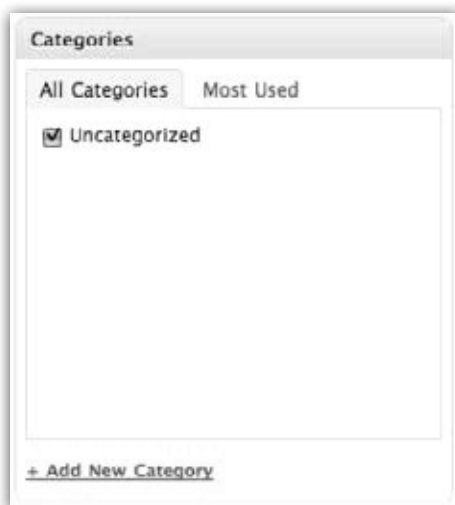 Categories
All Categories Most Used
Uncategorized
+ Add New Category